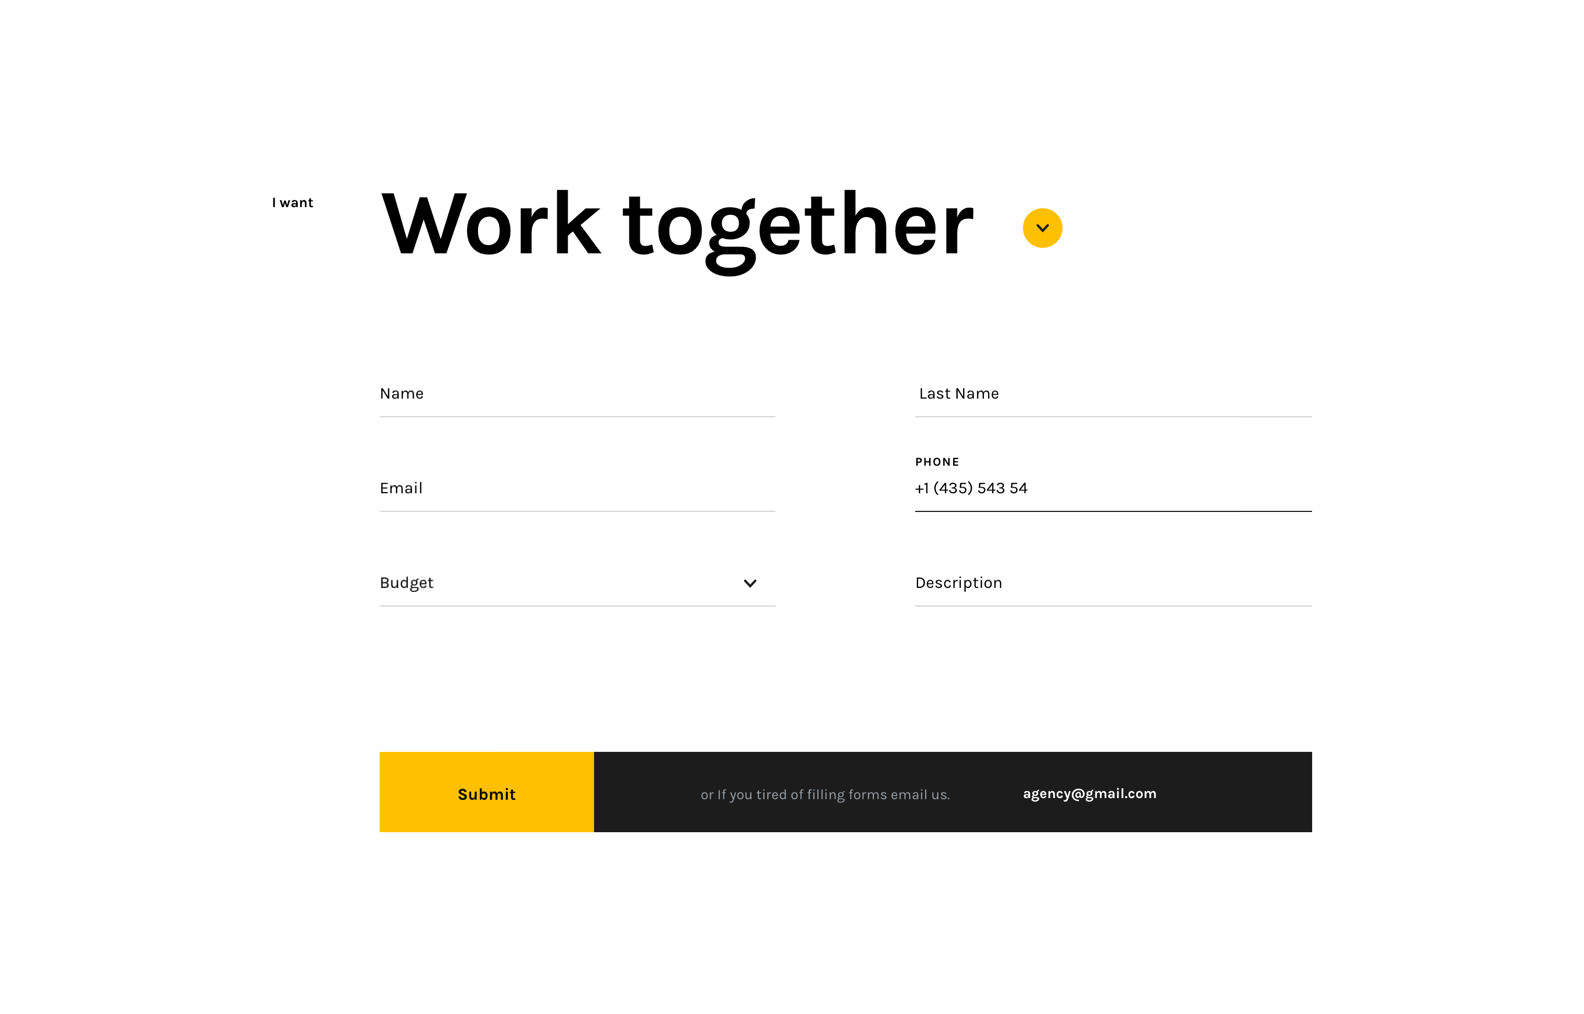 I want
Work together
Name
Last Name
Email
PHONE
+1 (435) 543 54
Budget
Description
Submit
or If you tired of filling forms email us.
agency@gmail.com